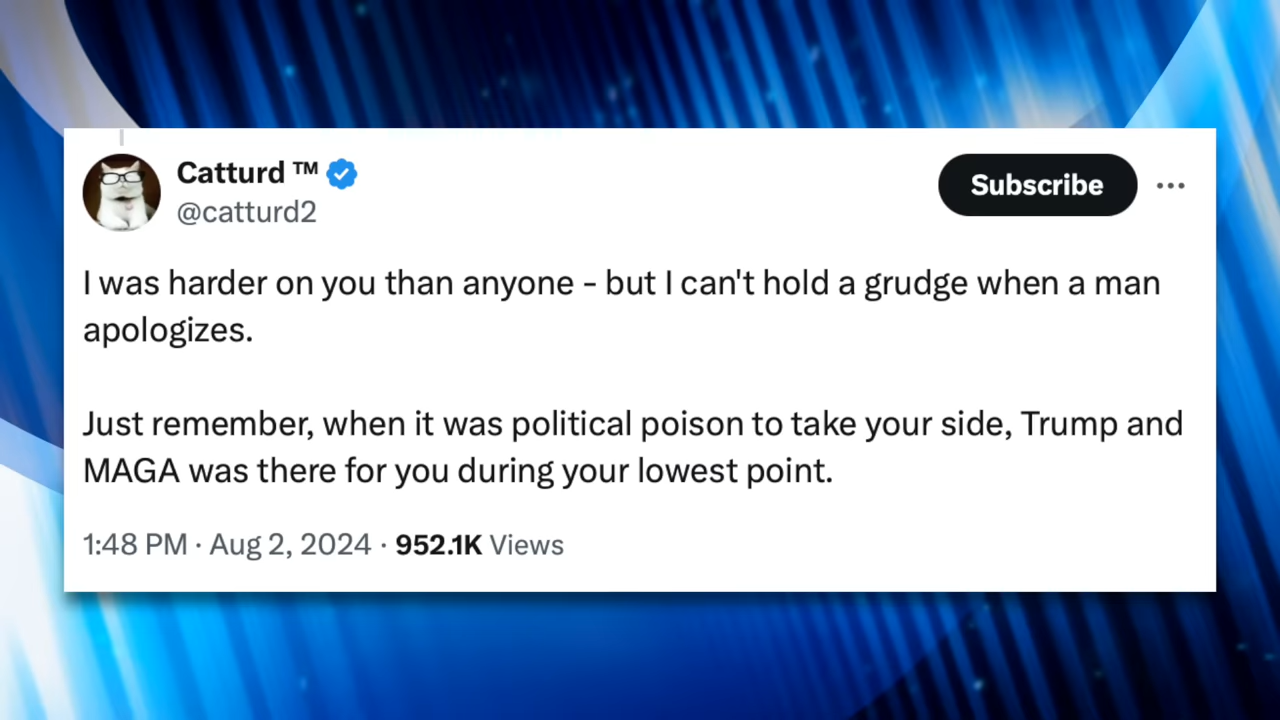 Catturd ™
@catturd2
Subscribe
I was harder on you than anyone - but I can't hold a grudge when a man
apologizes.
Just remember, when it was political poison to take your side, Trump and
MAGA was there for you during your lowest point.
1:48 PM · Aug 2, 2024 · 952.1K Views